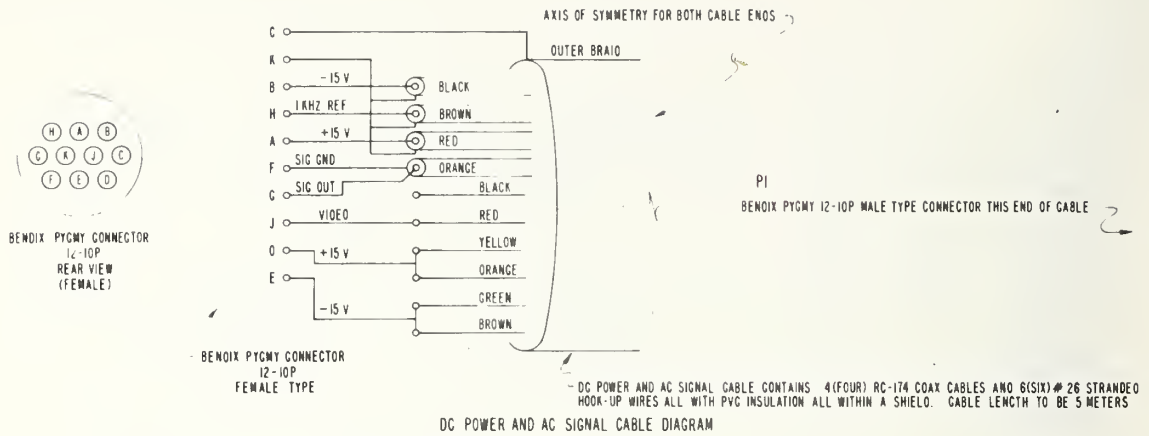 AXIS OF SYMMETRY FOR BOTH CABLE ENOS
C
OUTER BRAIO
K
B -15 V BLACK
H 1KHZ REF BROWN
A +15 V RED
F SIG GND ORANGE
G SIG OUT BLACK
J VIOEO RED
O +15 V YELLOW
ORANGE
E -15 V GREEN
BROWN
H A B
G K J C
F E D
BENDIX PYGMY CONNECTOR
12-10P
REAR VIEW
(FEMALE)
P1
BENOIX PYGMY 12-10P MALE TYPE CONNECTOR THIS END OF CABLE
BENOIX PYGMY CONNECTOR
12-10P
FEMALE TYPE
- DC POWER AND AC SIGNAL CABLE CONTAINS 4(FOUR) RC-174 COAX CABLES ANO 6(SIX) # 26 STRANDEO
HOOK-UP WIRES ALL WITH PVC INSULATION ALL WITHIN A SHIELO. CABLE LENGTH TO BE 5 METERS
DC POWER AND AC SIGNAL CABLE DIAGRAM